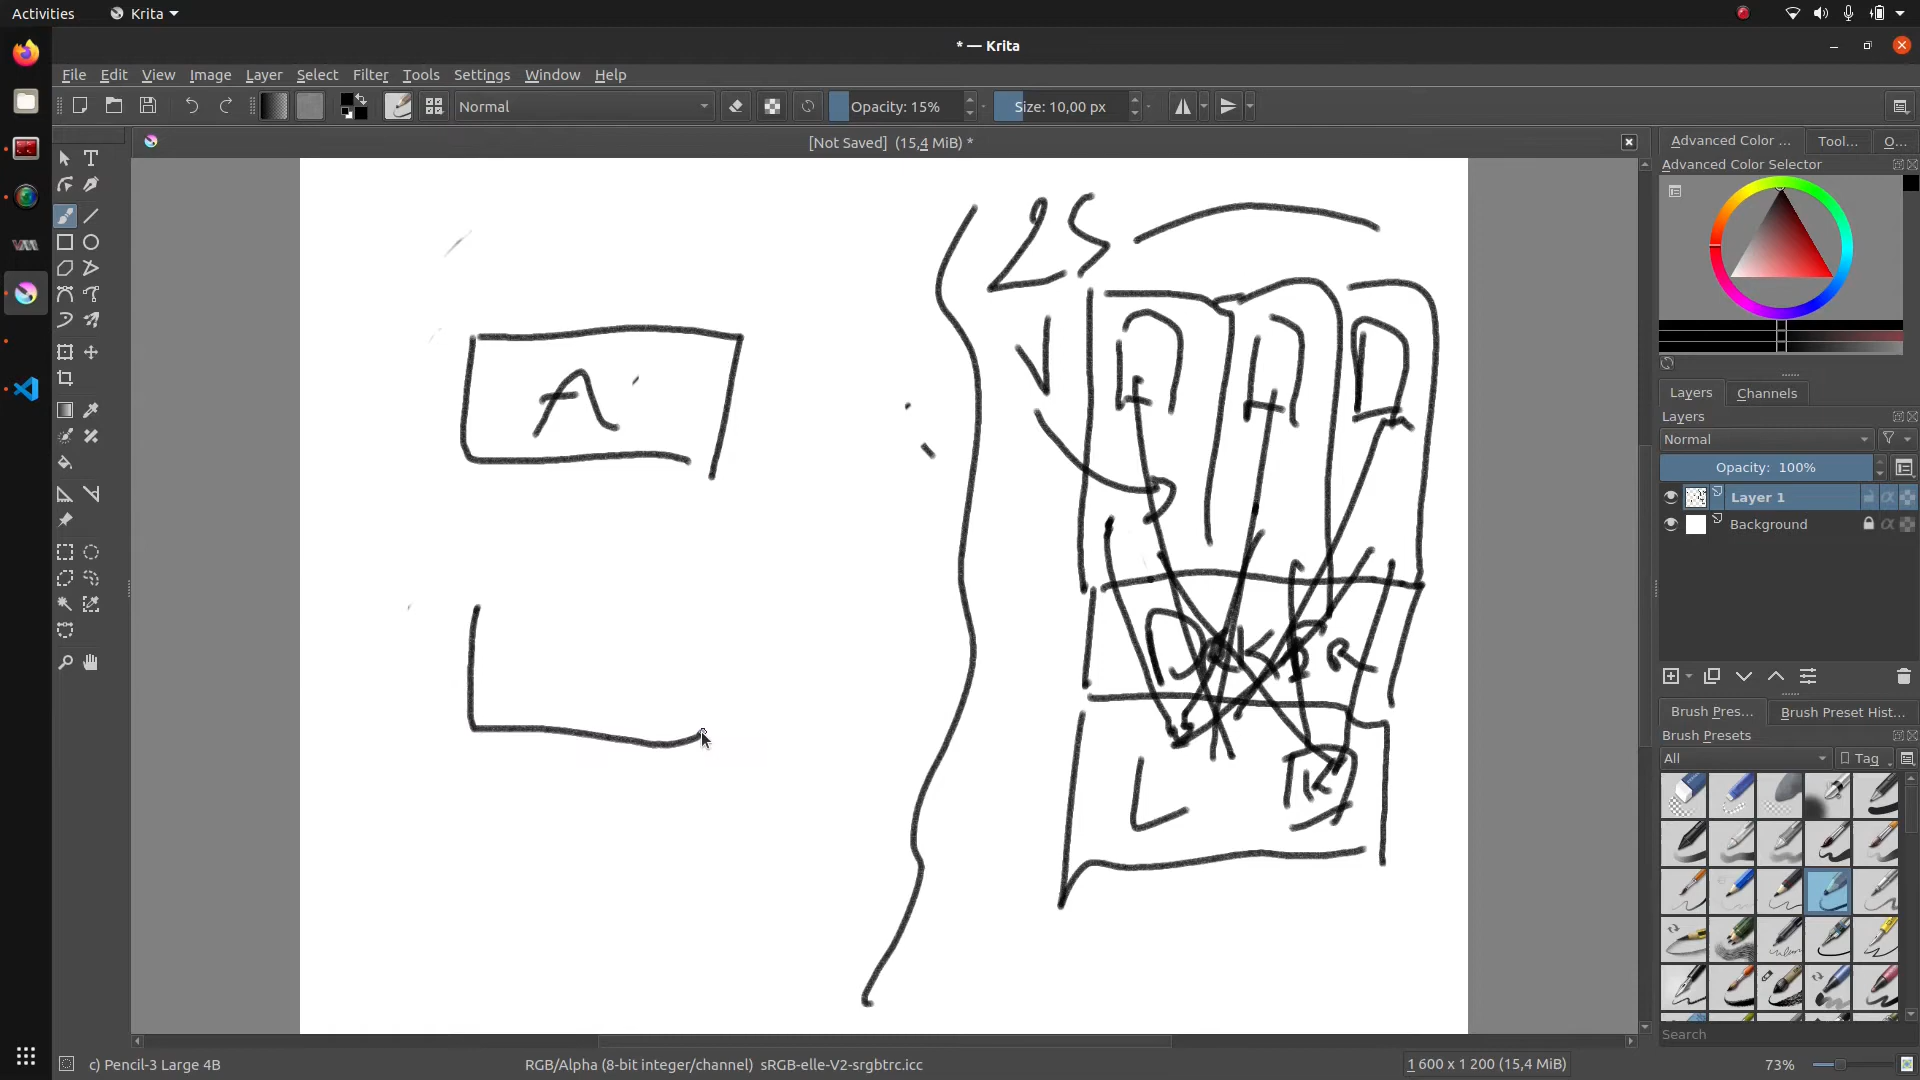 Activities Krita
* — Krita
File Edit View Image Layer Select Filter Tools Settings Window Help
Normal Opacity: 15% Size: 10,00 px
[Not Saved] (15,4 MiB) *
Advanced Color ... Tool... O...
Advanced Color Selector
A
L
Layers Channels
Layers
Normal
Opacity: 100%
Layer 1
Background
Brush Pres... Brush Preset Hist...
Brush Presets
All Tag
Search
c) Pencil-3 Large 4B RGB/Alpha (8-bit integer/channel) sRGB-elle-V2-srgbtrc.icc 1 600 x 1 200 (15,4 MiB) 73%